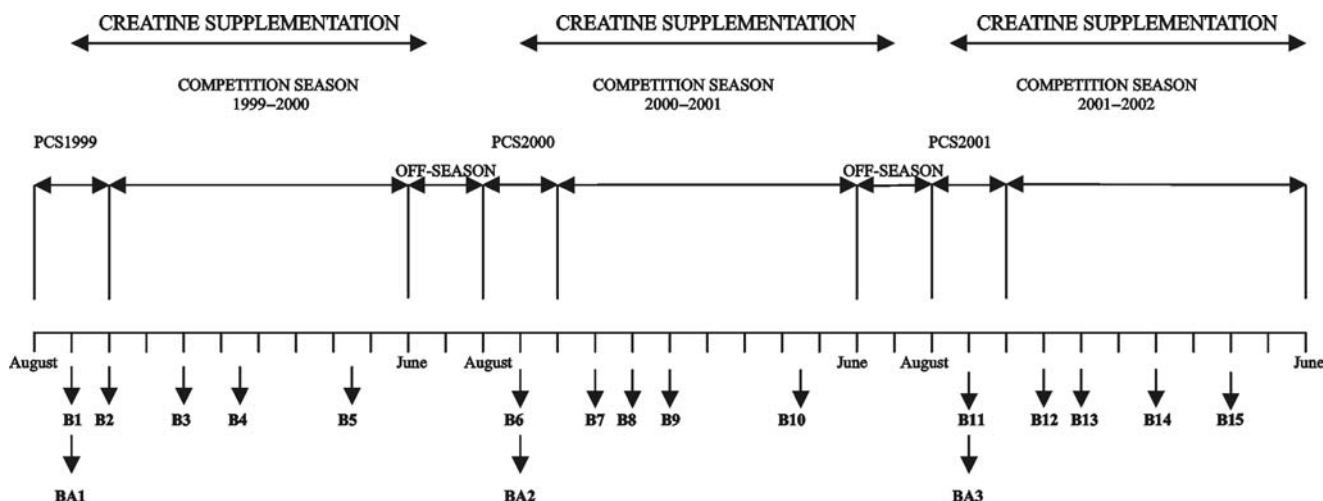 CREATINE SUPPLEMENTATION CREATINE SUPPLEMENTATION CREATINE SUPPLEMENTATION
COMPETITION SEASON COMPETITION SEASON COMPETITION SEASON
1999–2000 2000–2001 2001–2002
PCS1999 PCS2000 PCS2001
OFF-SEASON OFF-SEASON
August June August June August June
B1 B2 B3 B4 B5 B6 B7 B8 B9 B10 B11 B12 B13 B14 B15
BA1 BA2 BA3